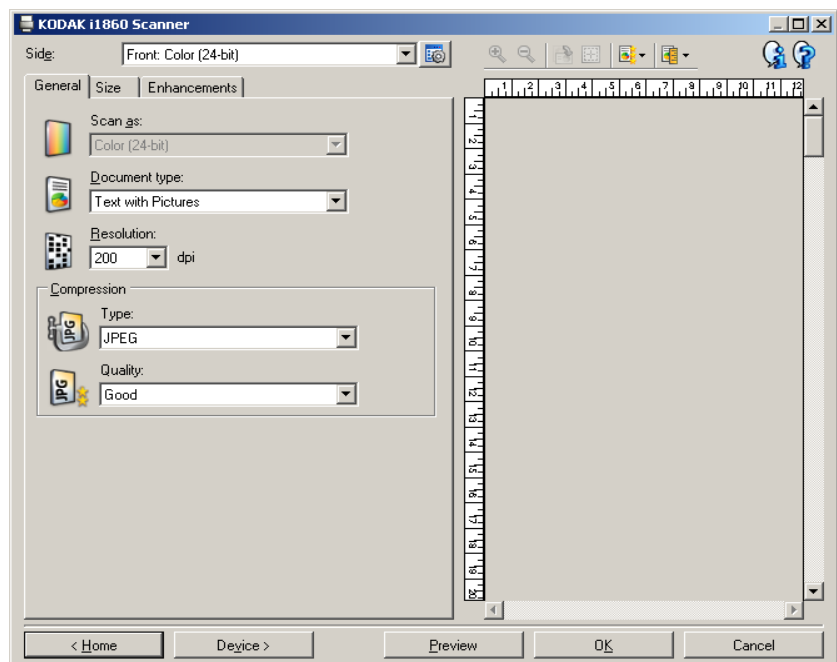 KODAK i1860 Scanner
Side: Front: Color (24-bit)
General Size Enhancements
Scan as:
Color (24-bit)
Document type:
Text with Pictures
Resolution:
200 dpi
Compression
Type:
JPG
JPEG
Quality:
JPG
Good
1 2 3 4 5 6 7 8 9 10 11 12
1
2
3
4
5
6
7
8
9
10
11
12
13
14
15
16
17
18
19
20
< Home Device > Preview OK Cancel